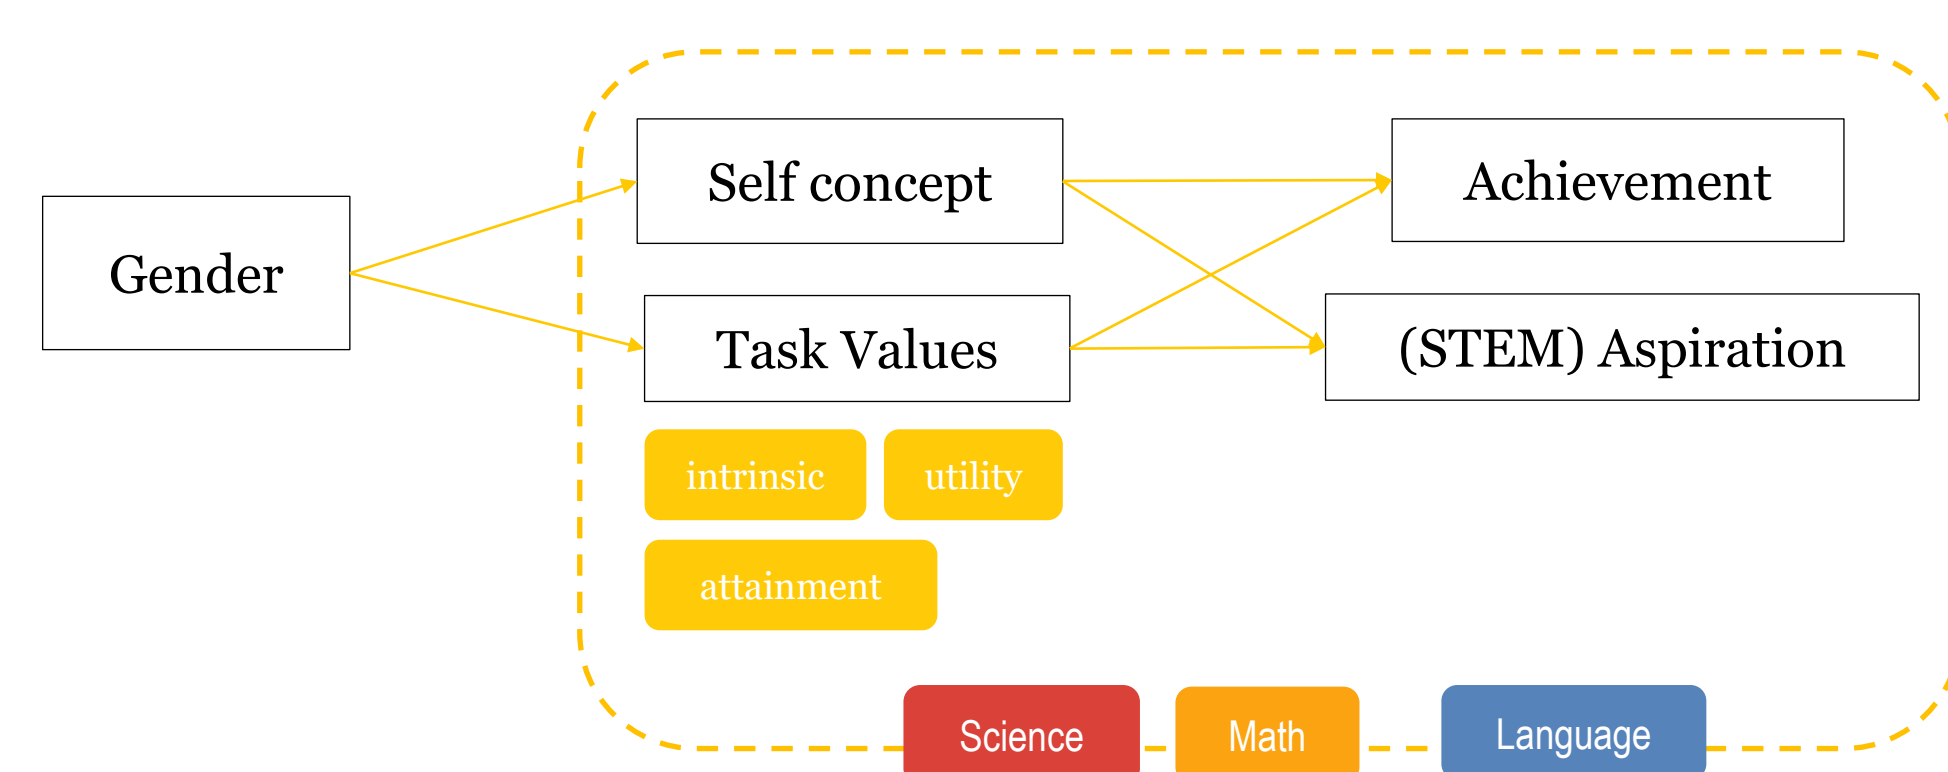 Self concept
Achievement
Gender
Task Values
(STEM) Aspiration
intrinsic
utility
attainment
Science
Math
Language